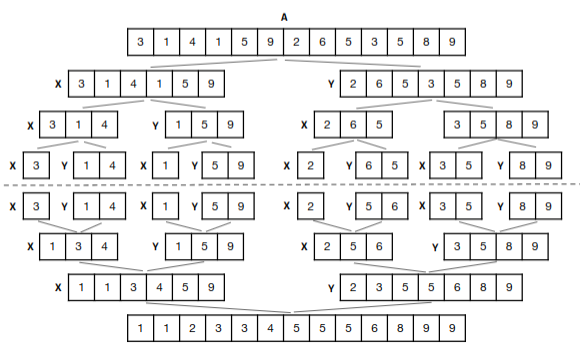 A
3 1 4 1 5 9 2 6 5 3 5 8 9
X 3 1 4 1 5 9 Y 2 6 5 3 5 8 9
X 3 1 4 Y 1 5 9 X 2 6 5 3 5 8 9
X 3 Y 1 4 X 1 Y 5 9 X 2 Y 6 5 X 3 5 Y 8 9
X 3 Y 1 4 X 1 Y 5 9 X 2 Y 5 6 X 3 5 Y 8 9
X 1 3 4 Y 1 5 9 X 2 5 6 Y 3 5 8 9
X 1 1 3 4 5 9 Y 2 3 5 5 6 8 9
1 1 2 3 3 4 5 5 5 6 8 9 9